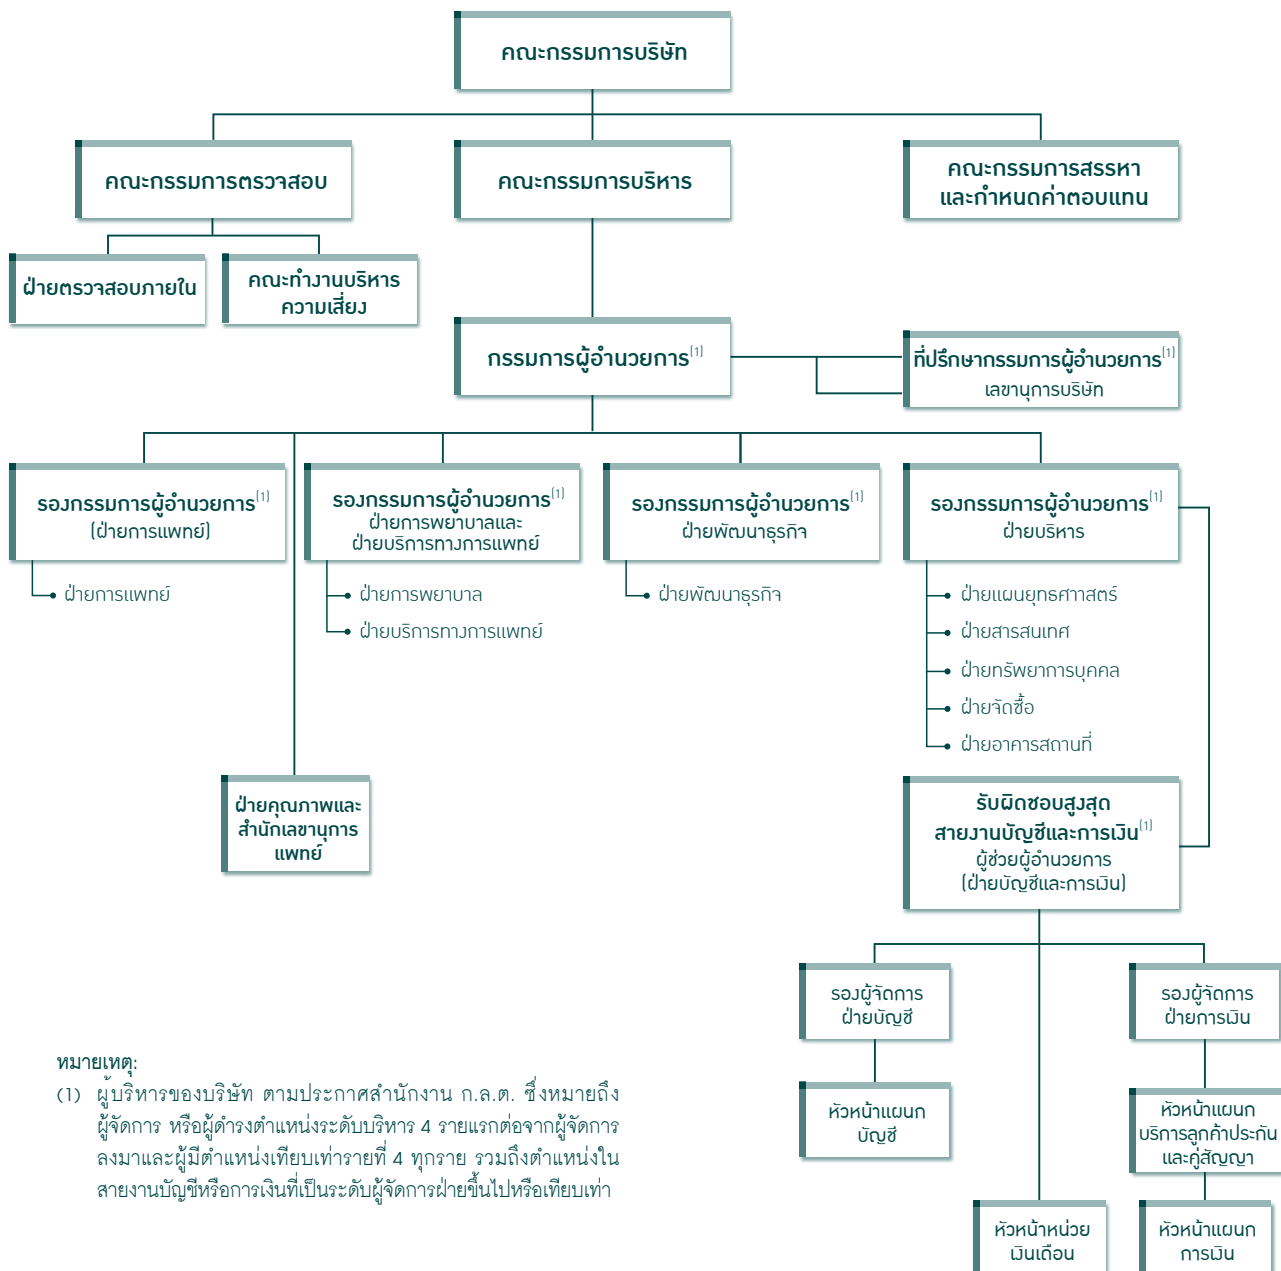 คณะกรรมการบริษัท
คณะกรรมการตรวจสอบ
คณะกรรมการบริหาร
คณะกรรมการสรรหา
และกำหนดค่าตอบแทน
ฝ่ายตรวจสอบภายใน
คณะทำงานบริหาร
ความเสี่ยง
กรรมการผู้อำนวยการ(1)
ที่ปรึกษากรรมการผู้อำนวยการ(1)
เลขานุการบริษัท
รองกรรมการผู้อำนวยการ(1)
(ฝ่ายการแพทย์)
รองกรรมการผู้อำนวยการ(1)
ฝ่ายการพยาบาลและ
ฝ่ายบริการทางการแพทย์
รองกรรมการผู้อำนวยการ(1)
ฝ่ายพัฒนาธุรกิจ
รองกรรมการผู้อำนวยการ(1)
ฝ่ายบริหาร
ฝ่ายการแพทย์
ฝ่ายการพยาบาล
ฝ่ายบริการทางการแพทย์
ฝ่ายพัฒนาธุรกิจ
ฝ่ายแผนยุทธศาาสตร์
ฝ่ายสารสนเทศ
ฝ่ายทรัพยาการบุคคล
ฝ่ายจัดซื้อ
ฝ่ายอาคารสถานที่
ฝ่ายคุณภาพและ
สำนักเลขานุการ
แพทย์
รับผิดชอบสูงสุด
สายงานบัญชีและการเงิน(1)
ผู้ช่วยผู้อำนวยการ
(ฝ่ายบัญชีและการเงิน)
รองผู้จัดการ
ฝ่ายบัญชี
รองผู้จัดการ
ฝ่ายการเงิน
หัวหน้าแผนก
บัญชี
หัวหน้าแผนก
บริการลูกค้าประกัน
และคู่สัญญา
หัวหน้าหน่วย
เงินเดือน
หัวหน้าแผนก
การเงิน
หมายเหตุ:
(1) ผู้บริหารของบริษัท ตามประกาศสำนักงาน ก.ล.ต. ซึ่งหมายถึง
ผู้จัดการ หรือผู้ดำรงตำแหน่งระดับบริหาร 4 รายแรกต่อจากผู้จัดการ
ลงมาและผู้มีตำแหน่งเทียบเท่ารายที่ 4 ทุกราย รวมถึงตำแหน่งใน
สายงานบัญชีหรือการเงินที่เป็นระดับผู้จัดการฝ่ายขึ้นไปหรือเทียบเท่า